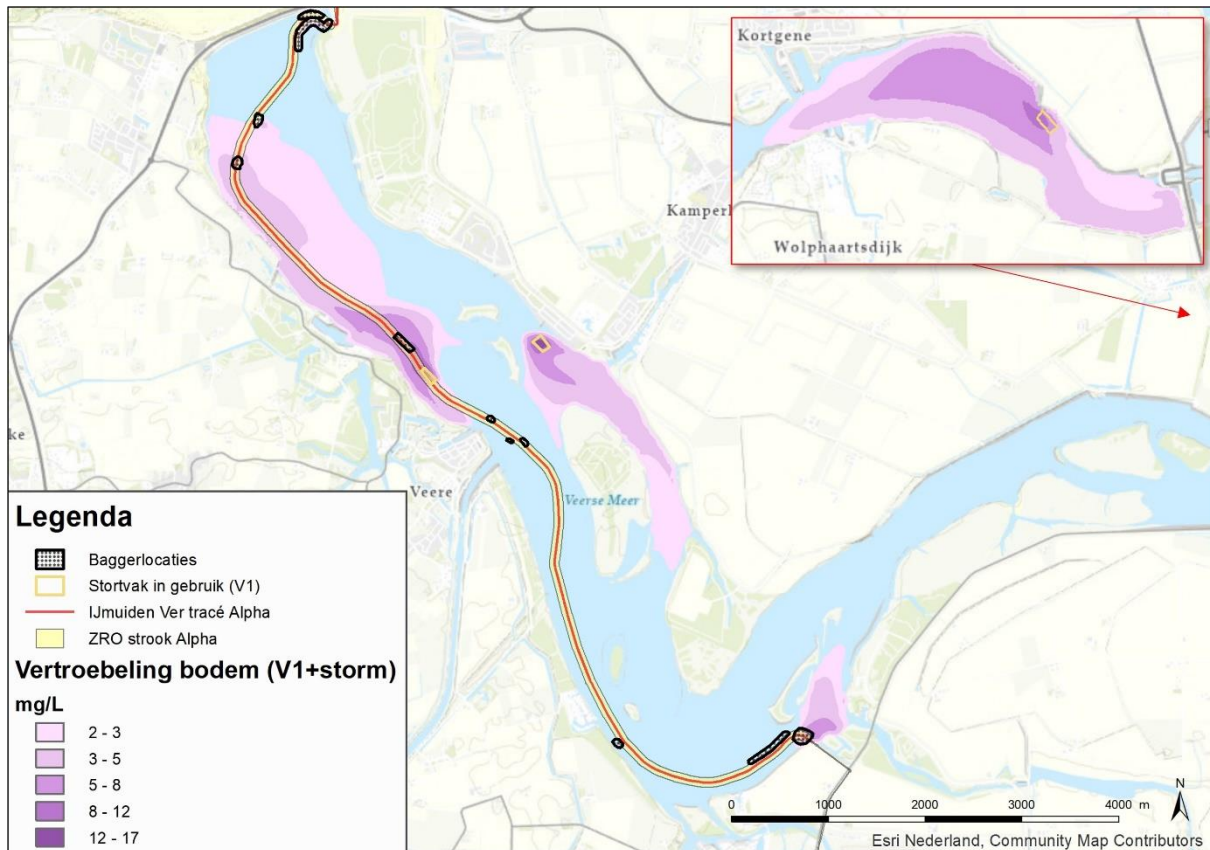 Kortgene
Wolphaartsdijk
Kamperl
ke
Veere
Veerse Meer
Legenda
Baggerlocaties
Stortvak in gebruik (V1)
IJmuiden Ver tracé Alpha
ZRO strook Alpha
Vertroebeling bodem (V1+storm)
mg/L
2 - 3
3 - 5
5 - 8
8 - 12
12 - 17
N
0 1000 2000 3000 4000 m
Esri Nederland, Community Map Contributors